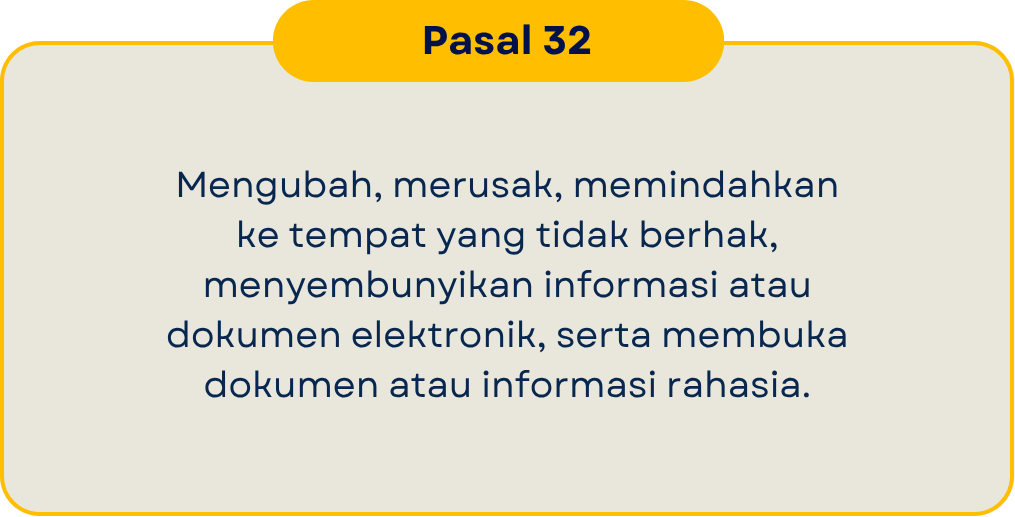 Pasal 32
Mengubah, merusak, memindahkan
ke tempat yang tidak berhak,
menyembunyikan informasi atau
dokumen elektronik, serta membuka
dokumen atau informasi rahasia.